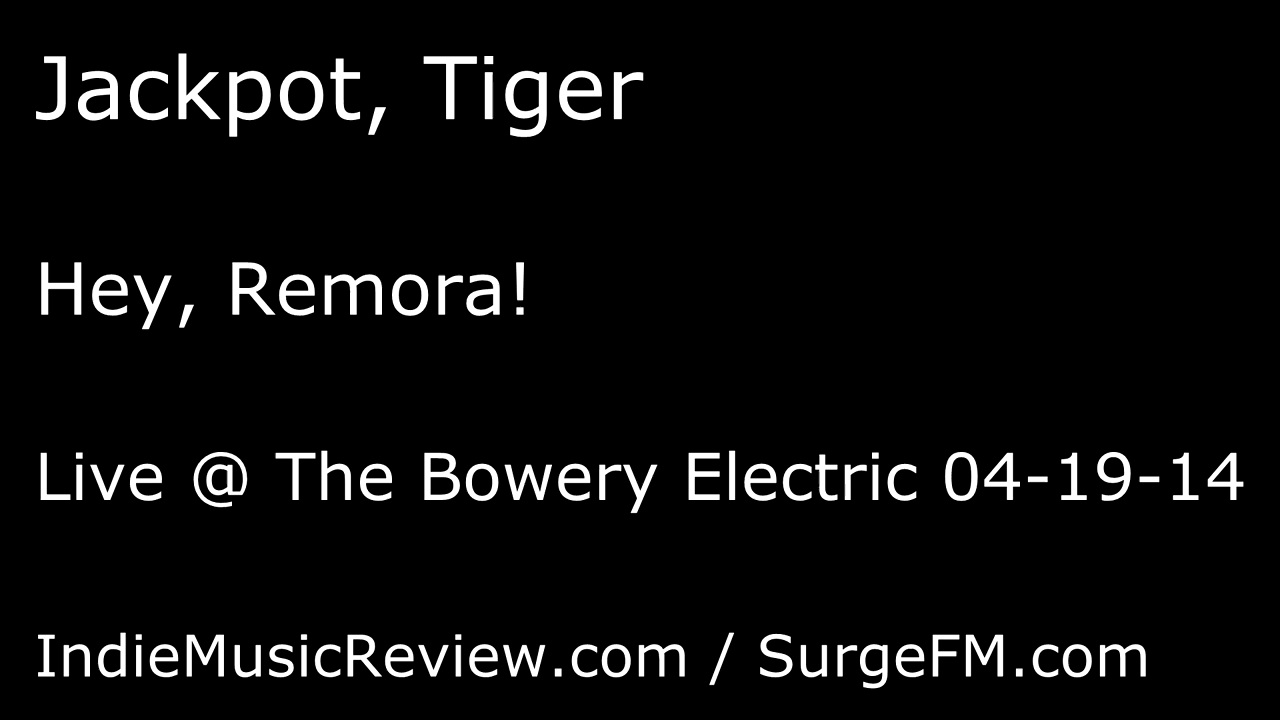 Jackpot, Tiger
Hey, Remora!
Live @ The Bowery Electric 04-19-14
IndieMusicReview.com / SurgeFM.com